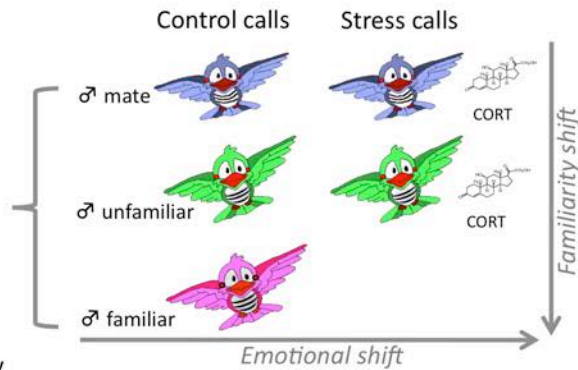 Control calls
Stress calls
♂ mate
CORT
♂ unfamiliar
CORT
♂ familiar
Familiarity shift
Emotional shift